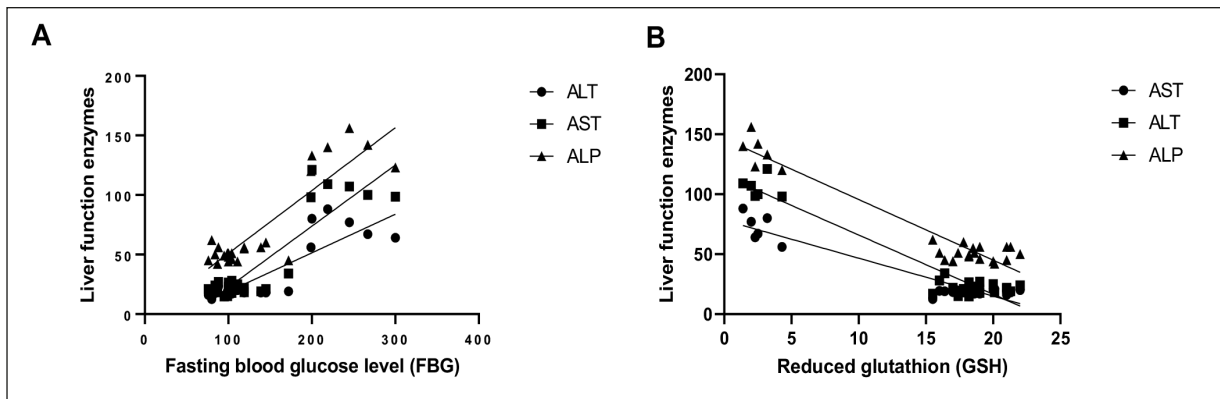 A
Liver function enzymes
200
150
100
50
0
0 100 200 300 400
Fasting blood glucose level (FBG)
ALT
AST
ALP
B
Liver function enzymes
200
150
100
50
0
0 5 10 15 20 25
Reduced glutathion (GSH)
AST
ALT
ALP